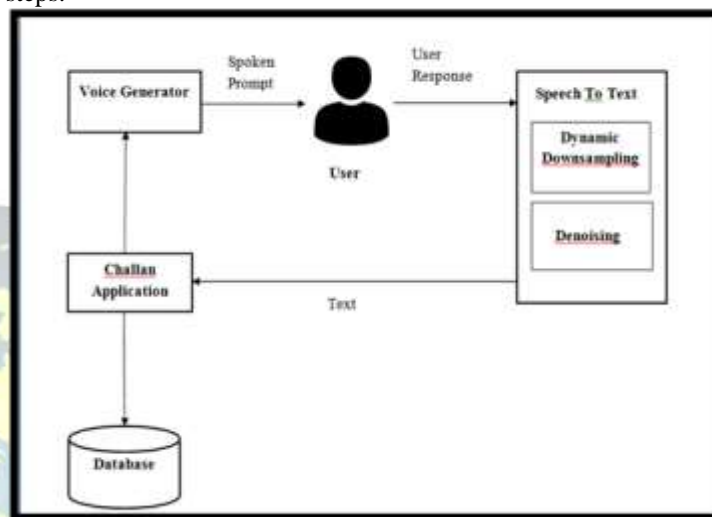 steps.
Spoken
Prompt
User
Response
Voice Generator
Speech To Text
Dynamic
Downsampling
User
Denoising
Challan
Application
Text
Database